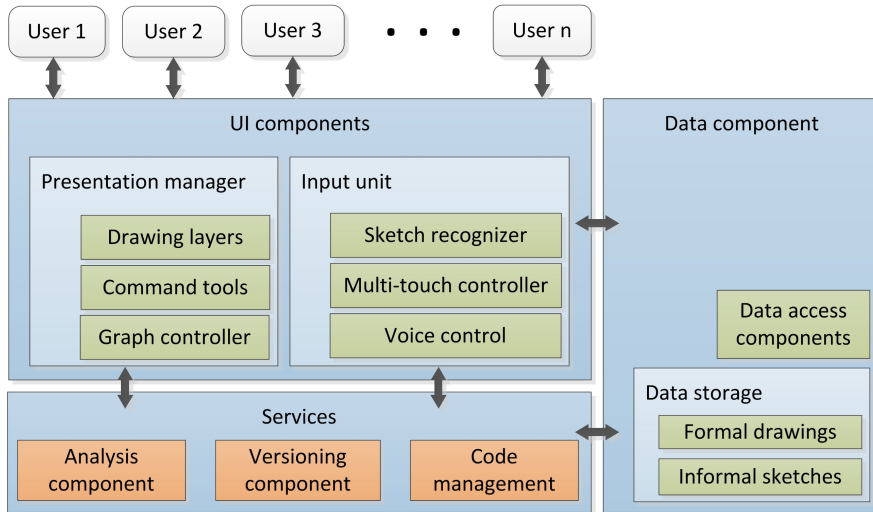 User 1
User 2
User 3
. . .
User n
UI components
Presentation manager
Drawing layers
Command tools
Graph controller
Input unit
Sketch recognizer
Multi-touch controller
Voice control
Services
Analysis
component
Versioning
component
Code
management
Data component
Data access
components
Data storage
Formal drawings
Informal sketches